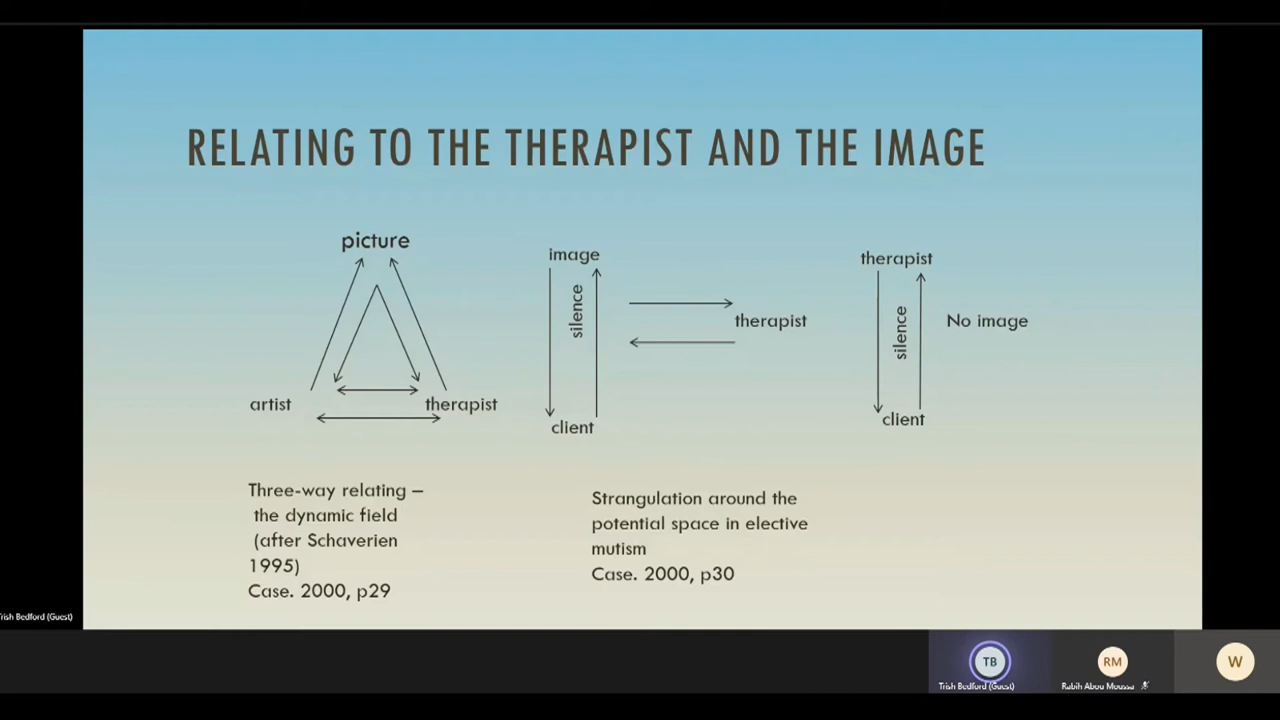 RELATING TO THE THERAPIST AND THE IMAGE
picture
artist
therapist
image
silence
therapist
client
therapist
silence
No image
client
Three-way relating –
the dynamic field
(after Schaverien
1995)
Case. 2000, p29
Strangulation around the
potential space in elective
mutism
Case. 2000, p30
Trish Bedford (Guest)
TB
Trish Bedford (Guest)
RM
Rabih Abou Moussa
W